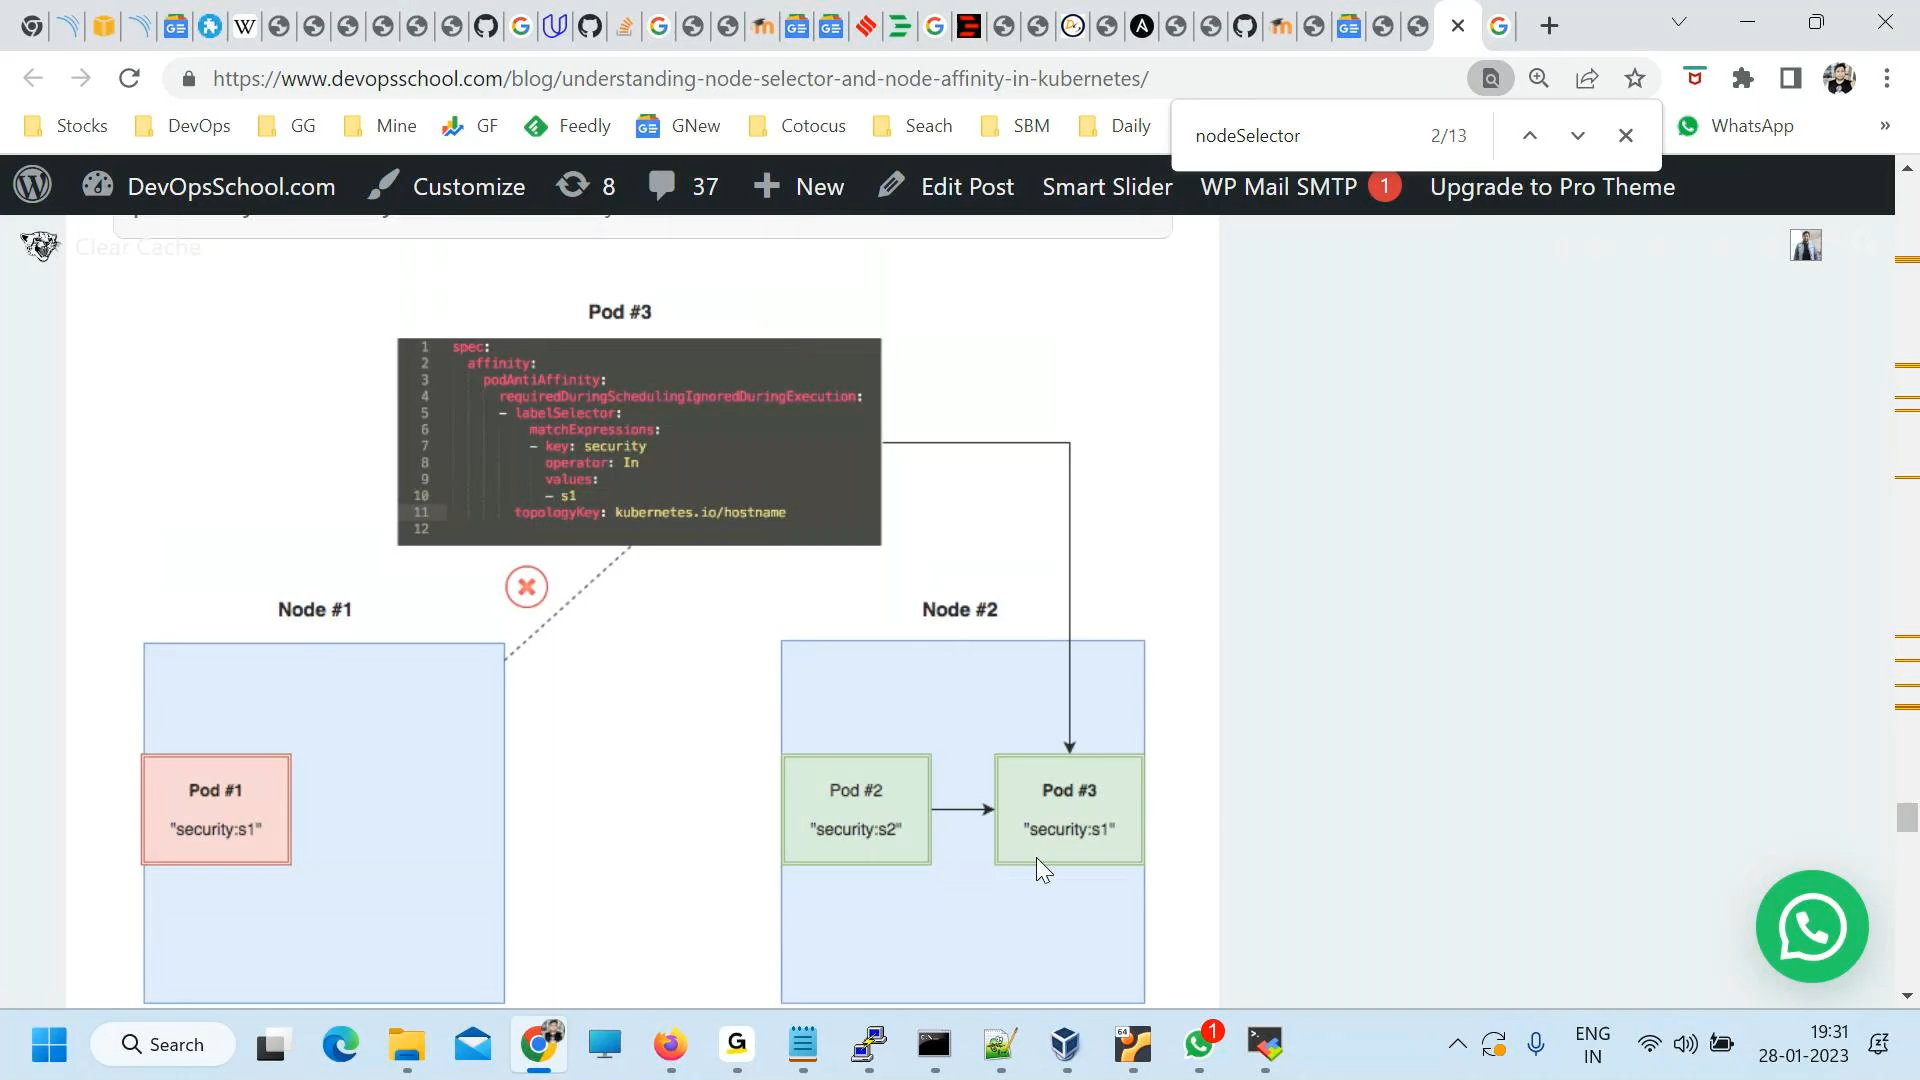 https://www.devopsschool.com/blog/understanding-node-selector-and-node-affinity-in-kubernetes/
Stocks DevOps GG Mine GF Feedly GNew Cotocus Seach SBM Daily WhatsApp »
nodeSelector 2/13
DevOpsSchool.com Customize 8 37 New Edit Post Smart Slider WP Mail SMTP 1 Upgrade to Pro Theme
Clear Cache
Pod #3
1 spec:
2 affinity:
3 podAntiAffinity:
4 requiredDuringSchedulingIgnoredDuringExecution:
5 - labelSelector:
6 matchExpressions:
7 - key: security
8 operator: In
9 values:
10 - s1
11 topologyKey: kubernetes.io/hostname
12
Node #1
Node #2
Pod #1
"security:s1"
Pod #2
"security:s2"
Pod #3
"security:s1"
Search
1
ENG
IN
19:31
28-01-2023